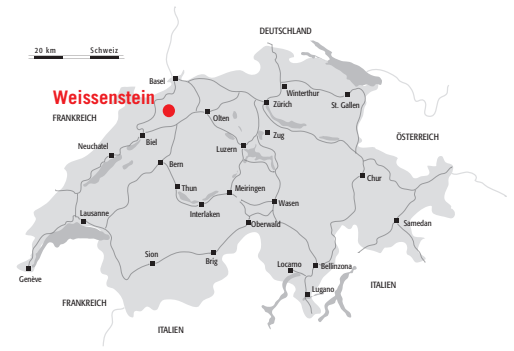 DEUTSCHLAND
20 km Schweiz
Basel
Weissenstein
Winterthur
Zürich
St. Gallen
FRANKREICH
Olten
Zug
ÖSTERREICH
Neuchatel
Biel
Luzern
Bern
Chur
Thun
Meiringen
Wasen
Interlaken
Lausanne
Oberwald
Samedan
Sion
Brig
Locarno
Bellinzona
Genève
Lugano
ITALIEN
FRANKREICH
ITALIEN